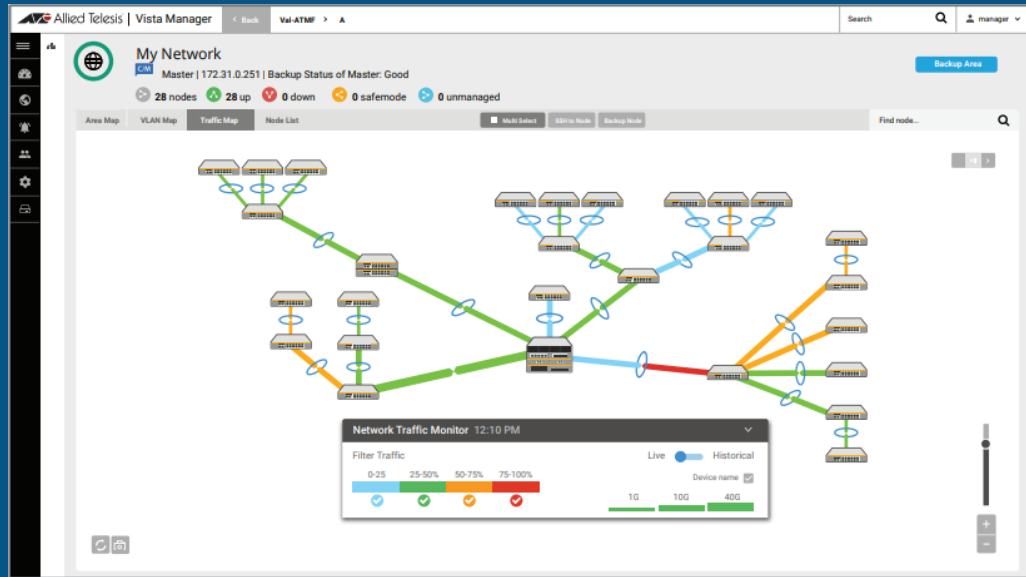 Allied Telesis | Vista Manager
< Back
Val-ATMF > A
Search
manager
My Network
C/M
Master | 172.31.0.251 | Backup Status of Master: Good
Backup Area
28 nodes
28 up
0 down
0 safemode
0 unmanaged
Area Map
VLAN Map
Traffic Map
Node List
Multi Select
SSH to Node
Backup Node
Find node...
Network Traffic Monitor 12:10 PM
Filter Traffic
Live
Historical
0-25
25-50%
50-75%
75-100%
Device name
1G
10G
40G
+
−